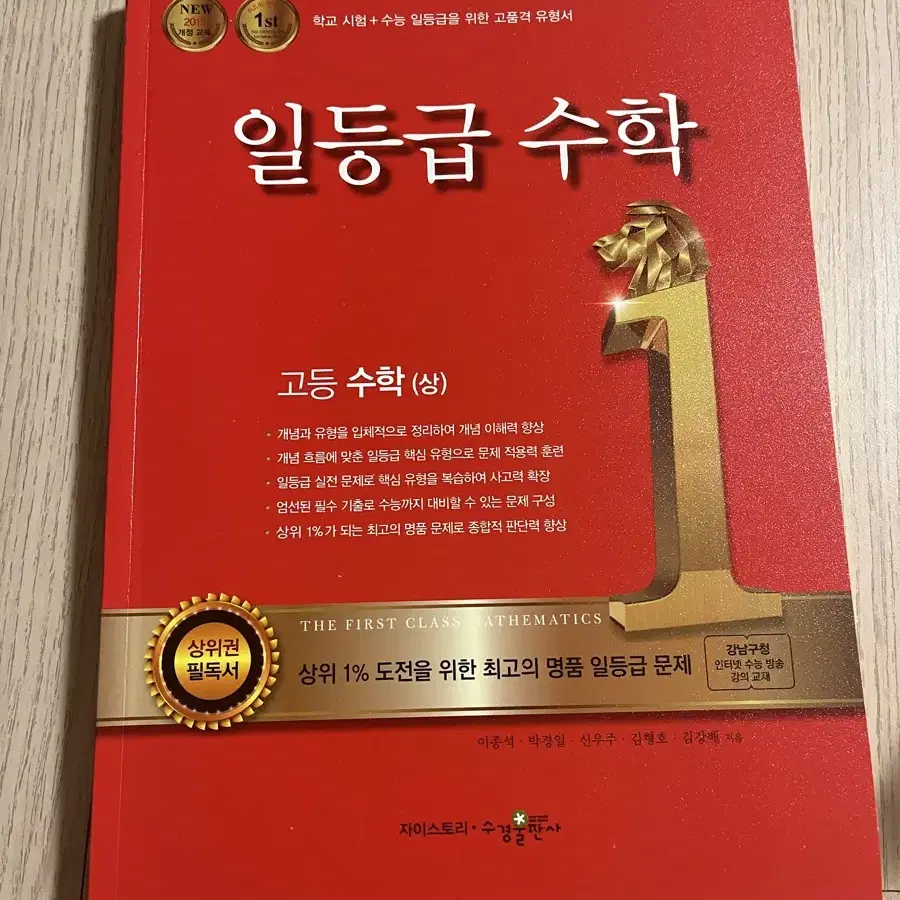 NEW
2015
개정 교재
1st
학교 시험+수능 일등급을 위한 고품격 유형서
일등급 수학
고등 수학 (상)
• 개념과 유형을 입체적으로 정리하여 개념 이해력 향상
• 개념 흐름에 맞춘 일등급 핵심 유형으로 문제 적용력 훈련
• 일등급 실전 문제로 핵심 유형을 복습하여 사고력 확장
• 엄선된 필수 기출로 수능까지 대비할 수 있는 문제 구성
• 상위 1%가 되는 최고의 명품 문제로 종합적 판단력 향상
THE FIRST CLASS MATHEMATICS
상위권
필독서
상위 1% 도전을 위한 최고의 명품 일등급 문제
강남구청
인터넷 수능 방송
강의 교재
이종석 · 박경일 · 신우주 · 김형호 · 김강배 지음
자이스토리 · 수경출판사